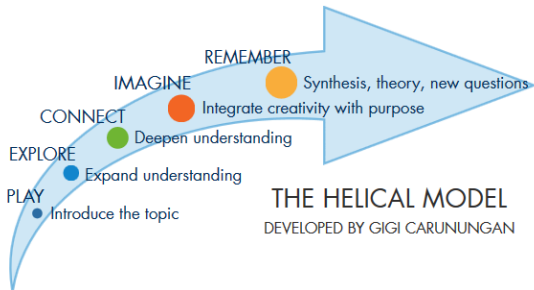 REMEMBER
Synthesis, theory, new questions
IMAGINE
Integrate creativity with purpose
CONNECT
Deepen understanding
EXPLORE
Expand understanding
PLAY
Introduce the topic
THE HELICAL MODEL
DEVELOPED BY GIGI CARUNUNGAN